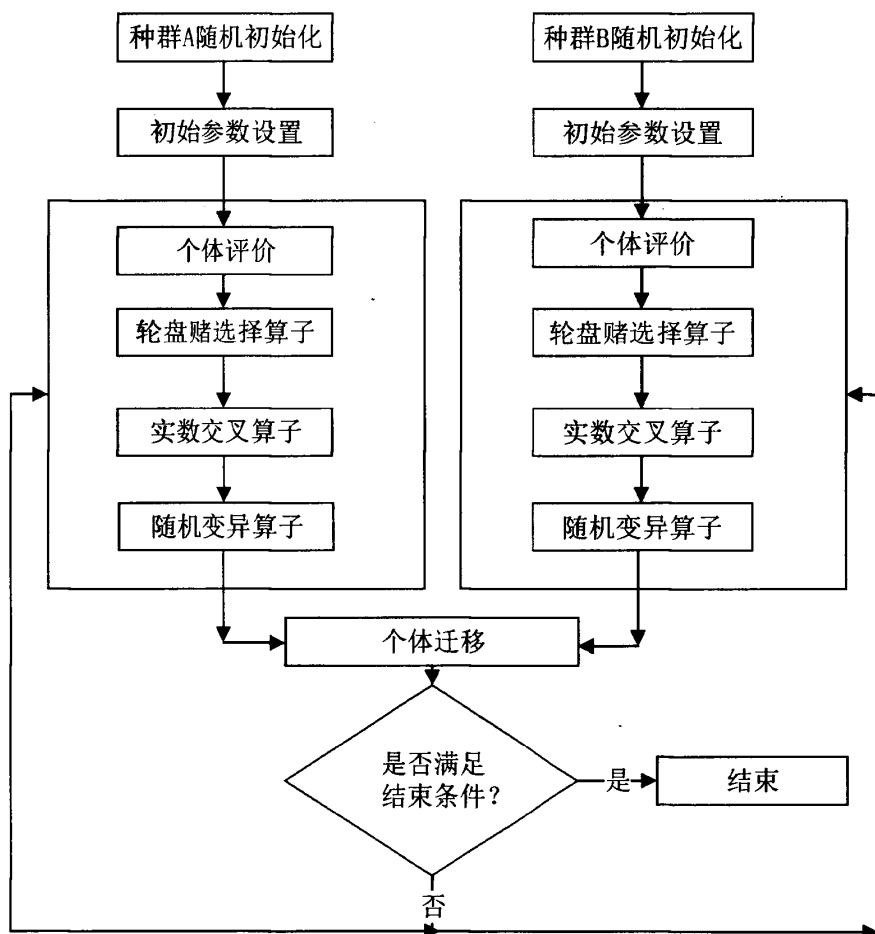 种群A随机初始化
种群B随机初始化
初始参数设置
初始参数设置
个体评价
个体评价
轮盘赌选择算子
轮盘赌选择算子
实数交叉算子
实数交叉算子
随机变异算子
随机变异算子
个体迁移
是否满足
结束条件?
是
结束
否